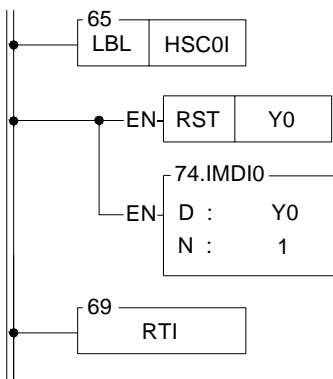 65
LBL HSC0I
EN RST Y0
74.IMDI0
EN D : Y0
N : 1
69
RTI